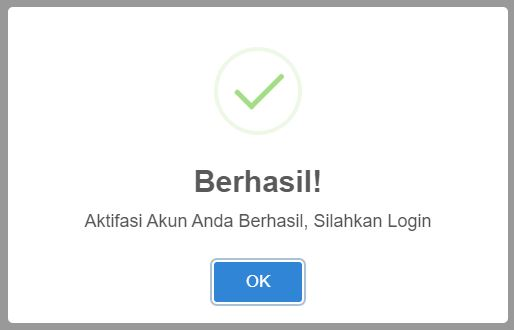 Berhasil!
Aktifasi Akun Anda Berhasil, Silahkan Login
OK